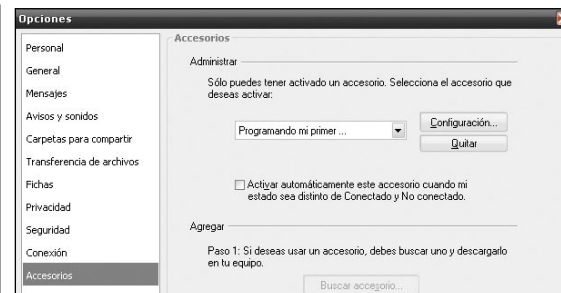 Opciones
Personal
General
Mensajes
Avisos y sonidos
Carpetas para compartir
Transferencia de archivos
Fichas
Privacidad
Seguridad
Conexión
Accesorios
Accesorios
Administrar
Sólo puedes tener activado un accesorio. Selecciona el accesorio que
deseas activar:
Programando mi primer ...
Configuración...
Quitar
Activar automáticamente este accesorio cuando mi
estado sea distinto de Conectado y No conectado.
Agregar
Paso 1: Si deseas usar un accesorio, debes buscar uno y descargarlo
en tu equipo.
Buscar accesorio...